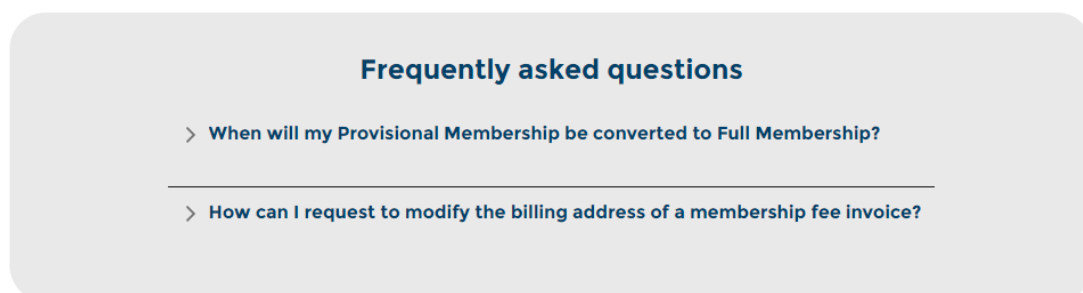 Frequently asked questions
When will my Provisional Membership be converted to Full Membership?
How can I request to modify the billing address of a membership fee invoice?